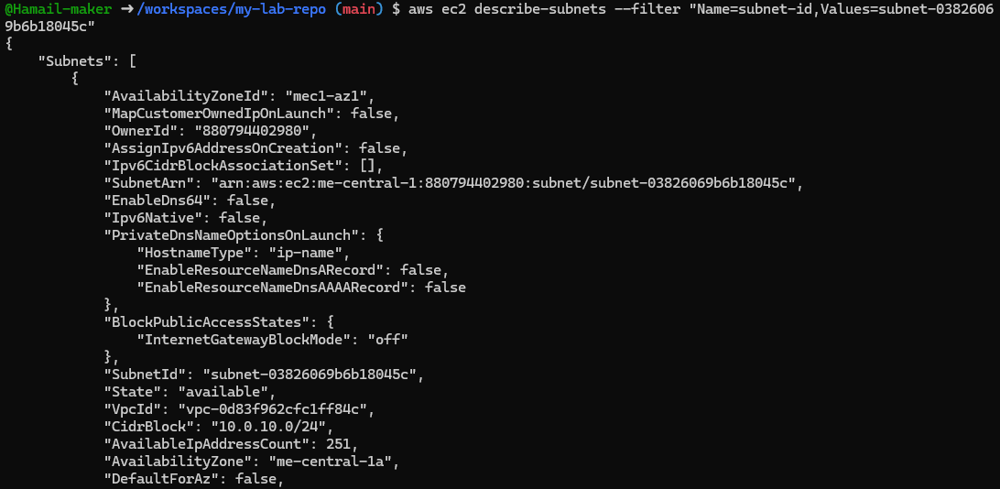 @Hamail-maker ➜ /workspaces/my-lab-repo (main) $ aws ec2 describe-subnets --filter "Name=subnet-id,Values=subnet-0382606
9b6b18045c"
{
    "Subnets": [
        {
            "AvailabilityZoneId": "mec1-az1",
            "MapCustomerOwnedIpOnLaunch": false,
            "OwnerId": "880794402980",
            "AssignIpv6AddressOnCreation": false,
            "Ipv6CidrBlockAssociationSet": [],
            "SubnetArn": "arn:aws:ec2:me-central-1:880794402980:subnet/subnet-03826069b6b18045c",
            "EnableDns64": false,
            "Ipv6Native": false,
            "PrivateDnsNameOptionsOnLaunch": {
                "HostnameType": "ip-name",
                "EnableResourceNameDnsARecord": false,
                "EnableResourceNameDnsAAAARecord": false
            },
            "BlockPublicAccessStates": {
                "InternetGatewayBlockMode": "off"
            },
            "SubnetId": "subnet-03826069b6b18045c",
            "State": "available",
            "VpcId": "vpc-0d83f962cfc1ff84c",
            "CidrBlock": "10.0.10.0/24",
            "AvailableIpAddressCount": 251,
            "AvailabilityZone": "me-central-1a",
            "DefaultForAz": false,